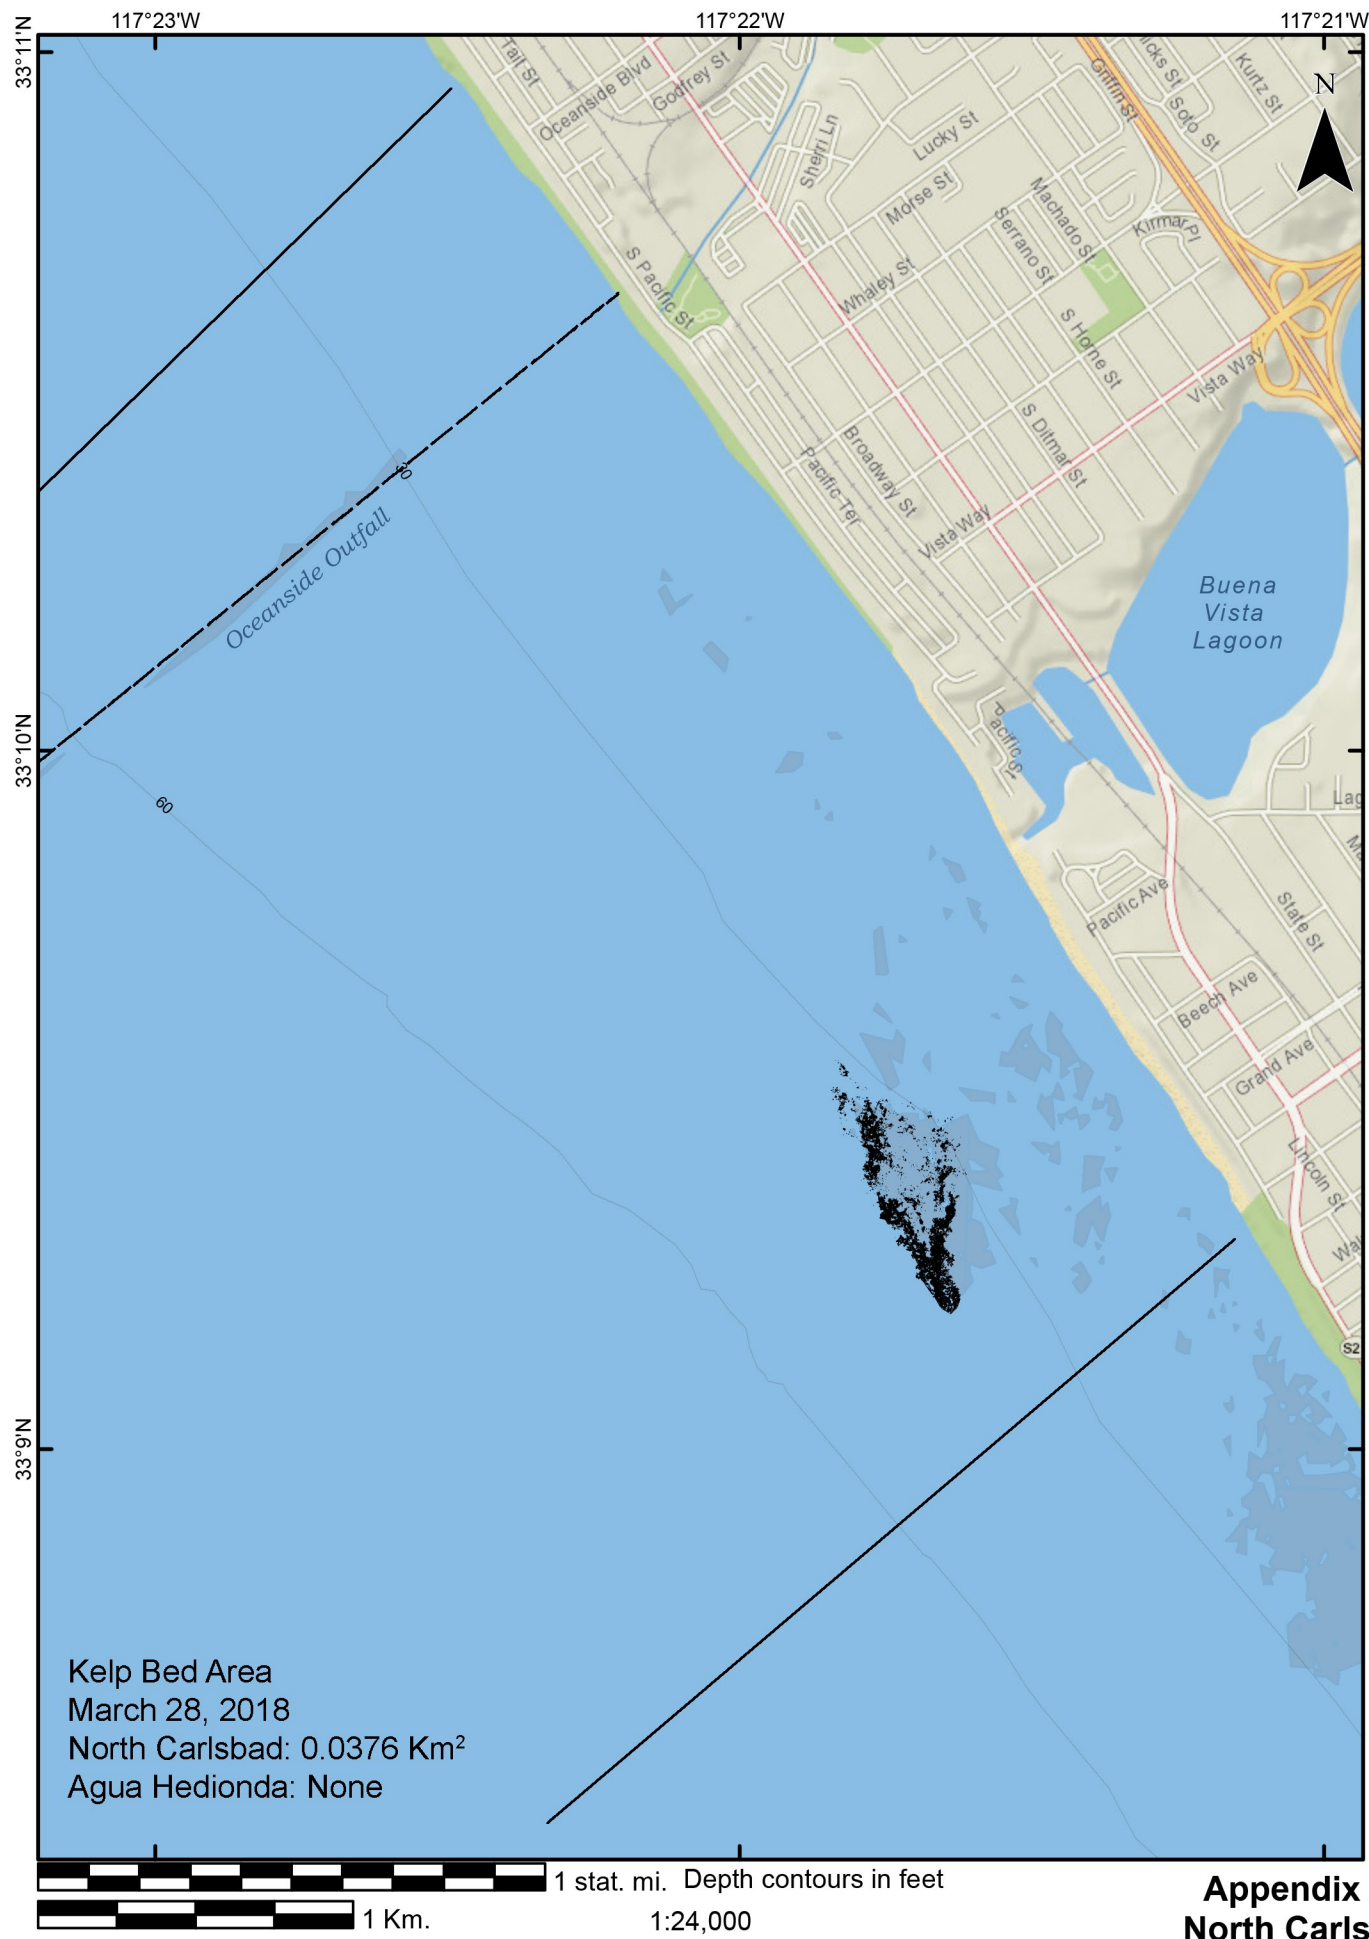 117°23'W
117°22'W
117°21'W
33°11'N
33°10'N
33°9'N
N
Tait St
Oceanside Blvd
Godfrey St
Sherri Ln
Lucky St
Morse St
Whaley St
Griffin St
Soto St
Kurtz St
Machado St
Serrano St
Kirmar Pl
S Horne St
Vista Way
S Ditmar St
S Pacific St
Broadway St
Pacific Ter
Vista Way
30
Oceanside Outfall
Buena
Vista
Lagoon
Pacific St
60
Pacific Ave
State St
Beech Ave
Grand Ave
Lincoln St
S2
Kelp Bed Area
March 28, 2018
North Carlsbad: 0.0376 Km²
Agua Hedionda: None
1 stat. mi.
Depth contours in feet
1 Km.
1:24,000
Appendix
North Carls